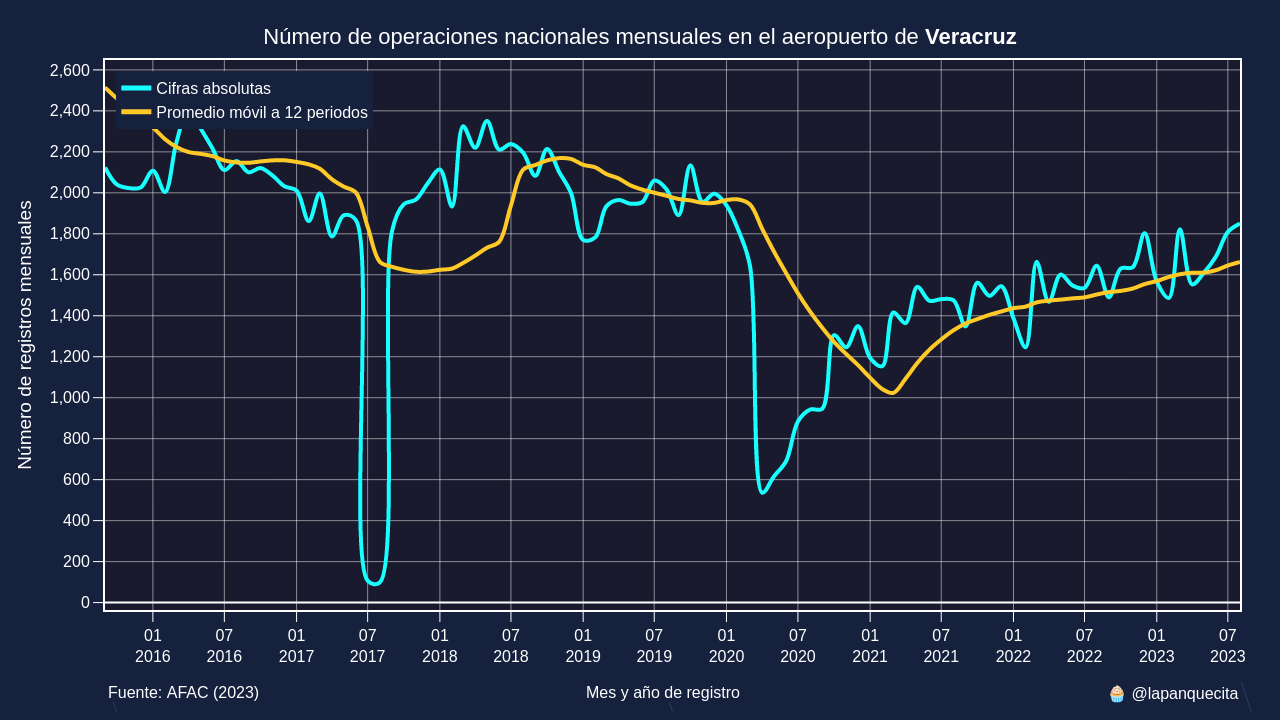 Número de operaciones nacionales mensuales en el aeropuerto de Veracruz
Cifras absolutas
Promedio móvil a 12 periodos
Número de registros mensuales
2,600
2,400
2,200
2,000
1,800
1,600
1,400
1,200
1,000
800
600
400
200
0
01 07 01 07 01 07 01 07 01 07 01 07 01 07 01 07
2016 2016 2017 2017 2018 2018 2019 2019 2020 2020 2021 2021 2022 2022 2023 2023
Fuente: AFAC (2023) Mes y año de registro 🧁 @lapanquecita